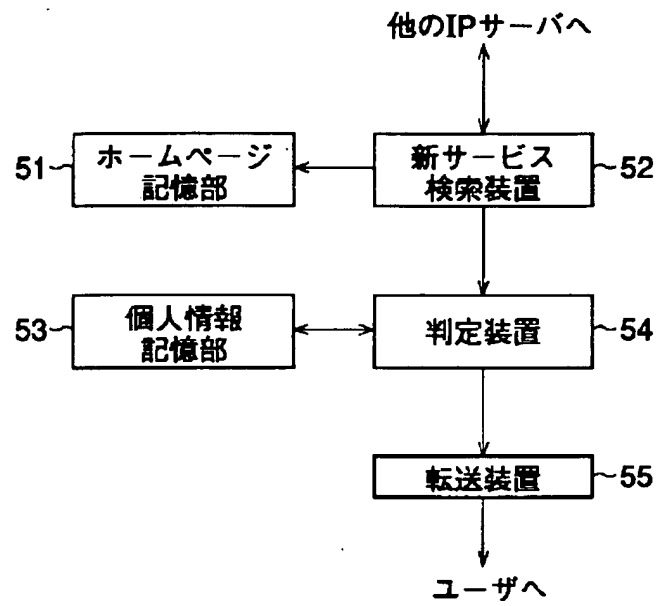 他のIPサーバへ
51
ホームページ
記憶部
新サービス
検索装置
52
53
個人情報
記憶部
判定装置
54
転送装置
55
ユーザへ